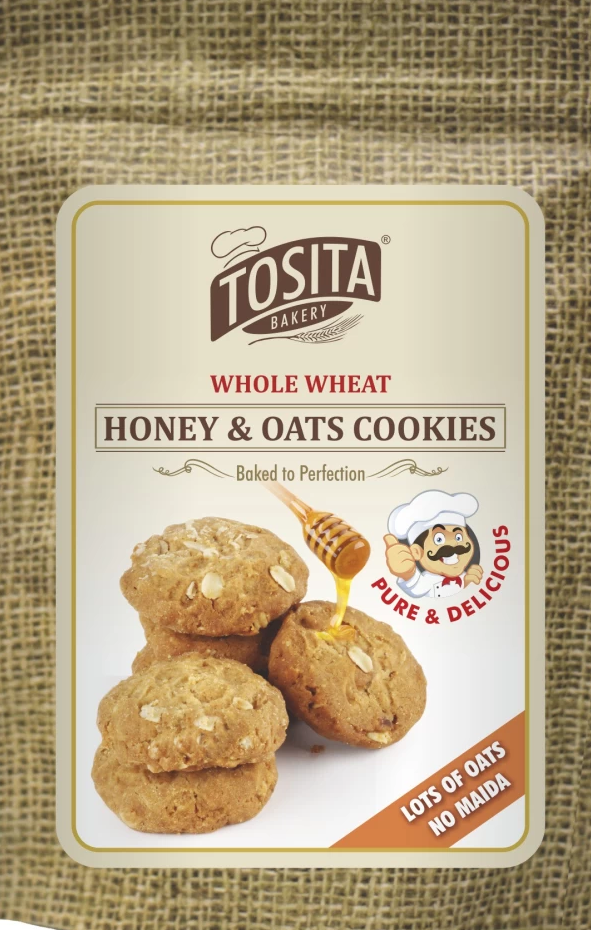 TOSITA®
BAKERY
WHOLE WHEAT
HONEY & OATS COOKIES
Baked to Perfection
PURE & DELICIOUS
LOTS OF OATS
NO MAIDA